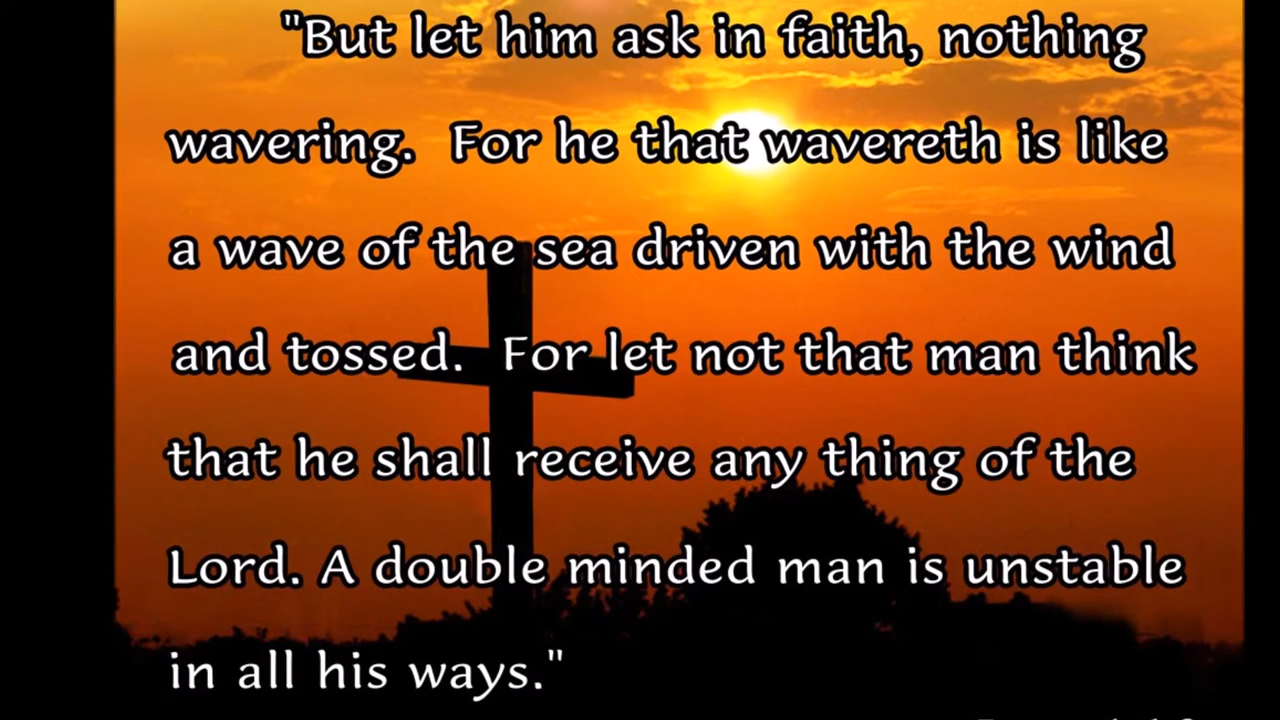 "But let him ask in faith, nothing
wavering. For he that wavereth is like
a wave of the sea driven with the wind
and tossed. For let not that man think
that he shall receive any thing of the
Lord. A double minded man is unstable
in all his ways."